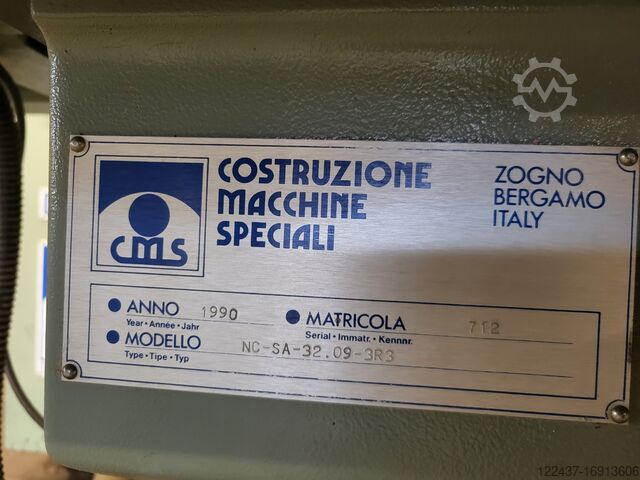 COSTRUZIONE
MACCHINE
SPECIALI
ZOGNO
BERGAMO
ITALY
cms
ANNO 1990
Year • Année • Jahr
MATRICOLA 712
Serial • Immatr. • Kennnr.
MODELLO NC-SA-32.09-3R3
Type • Tipe • Typ
122437-16913606